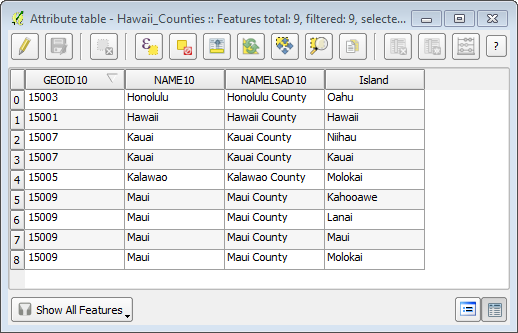 Attribute table - Hawaii_Counties :: Features total: 9, filtered: 9, selecte...
?
GEOID10 NAME10 NAMELSAD10 Island
0 15003 Honolulu Honolulu County Oahu
1 15001 Hawaii Hawaii County Hawaii
2 15007 Kauai Kauai County Niihau
3 15007 Kauai Kauai County Kauai
4 15005 Kalawao Kalawao County Molokai
5 15009 Maui Maui County Kahooawe
6 15009 Maui Maui County Lanai
7 15009 Maui Maui County Maui
8 15009 Maui Maui County Molokai
Show All Features